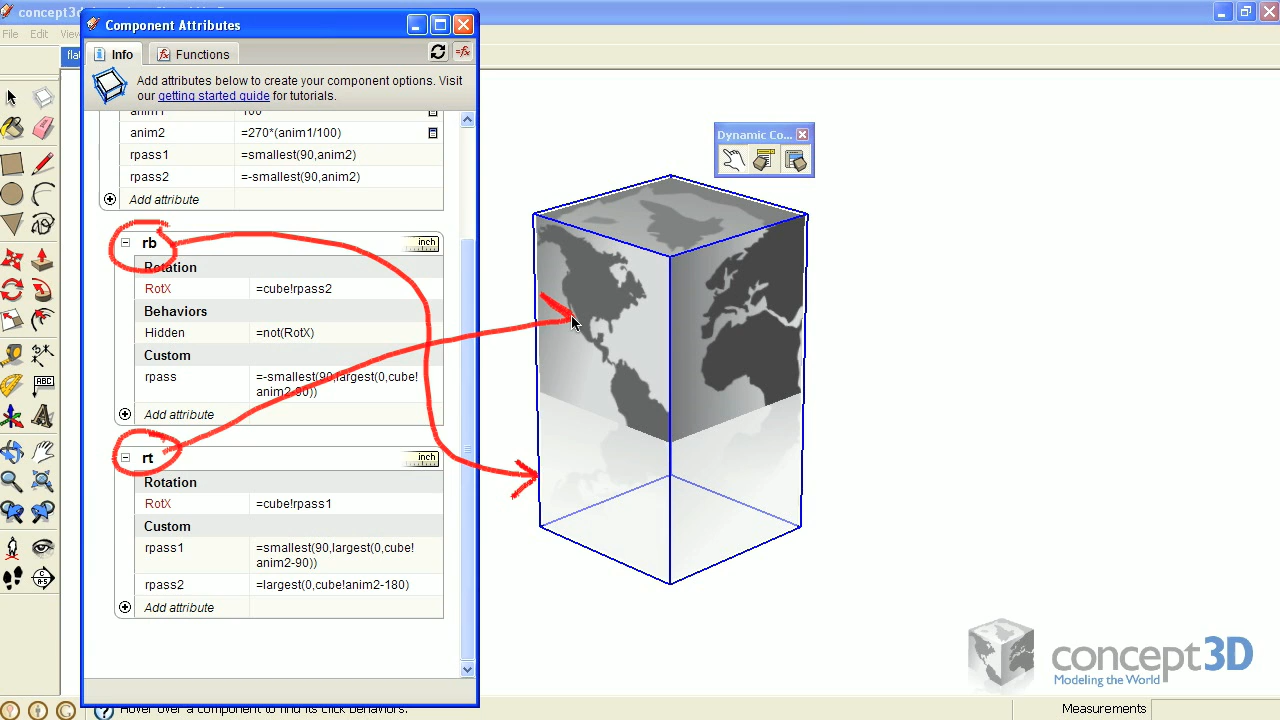 concept3d
File Edit View
Component Attributes
Info
Functions
=fx
Add attributes below to create your component options. Visit
our getting started guide for tutorials.
anim1 100
anim2 =270*(anim1/100)
rpass1 =smallest(90,anim2)
rpass2 =-smallest(90,anim2)
Add attribute
rb inch
Rotation
RotX =cube!rpass2
Behaviors
Hidden =not(RotX)
Custom
rpass =-smallest(90,largest(0,cube!
anim2-90))
Add attribute
rt inch
Rotation
RotX =cube!rpass1
Custom
rpass1 =smallest(90,largest(0,cube!
anim2-90))
rpass2 =largest(0,cube!anim2-180)
Add attribute
Dynamic Co...
ABC
concept3D
Modeling the World
Hover over a component to find its click behaviors.
Measurements